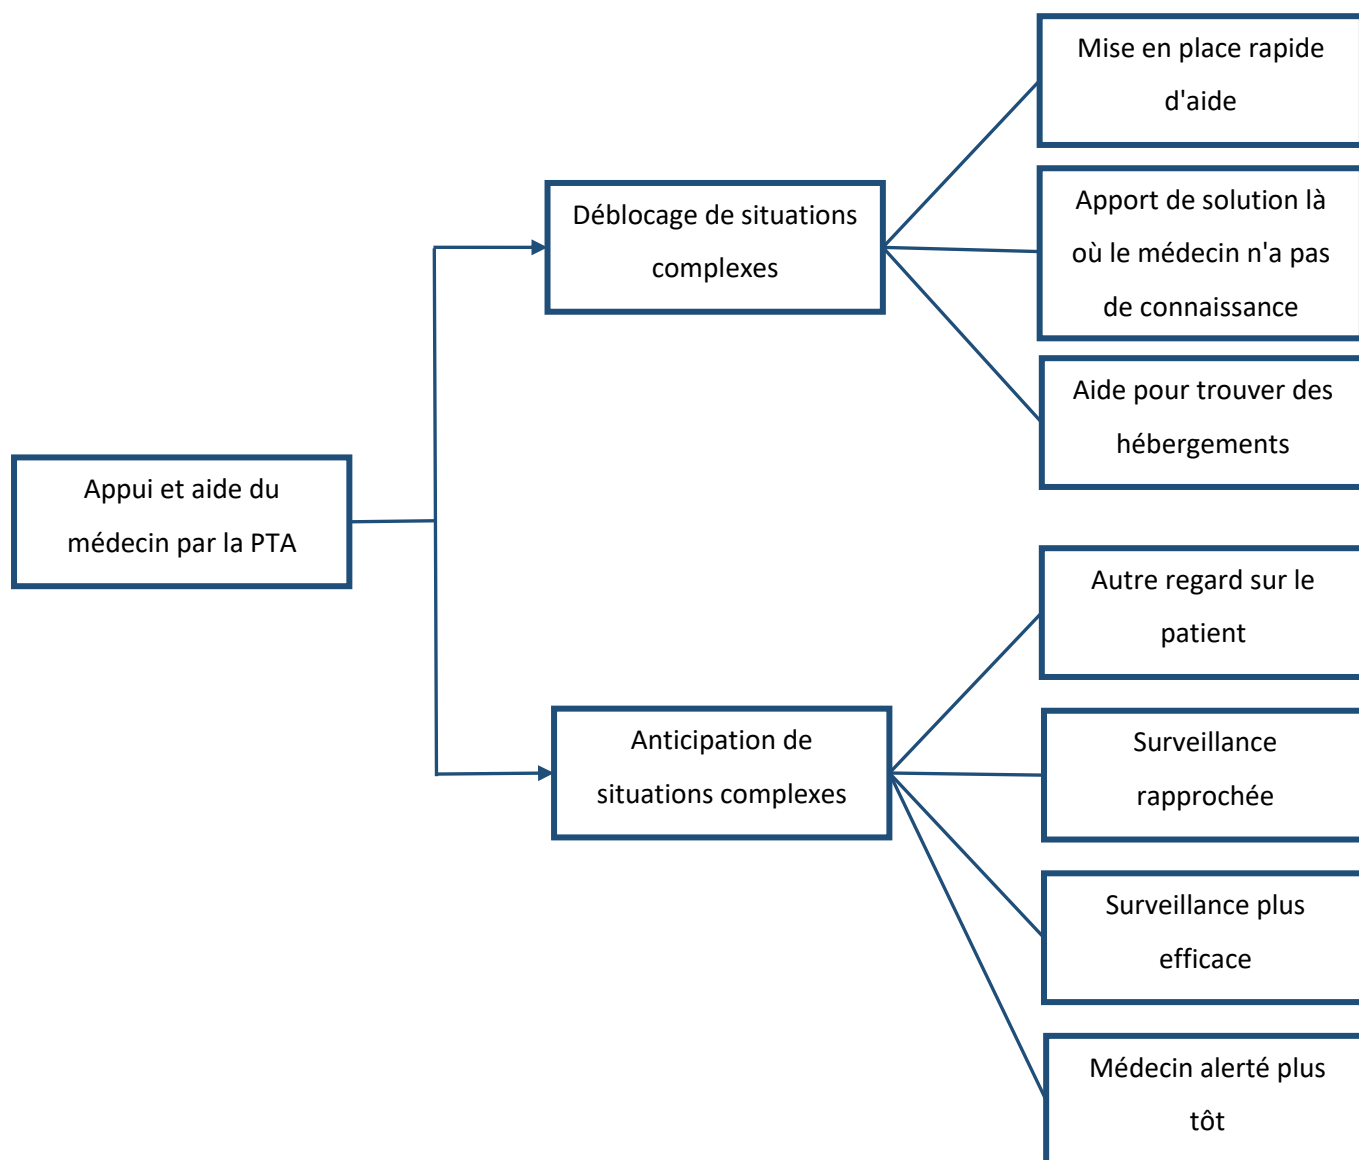 Mise en place rapide
d'aide
Apport de solution là
où le médecin n'a pas
de connaissance
Déblocage de situations
complexes
Aide pour trouver des
hébergements
Appui et aide du
médecin par la PTA
Autre regard sur le
patient
Anticipation de
situations complexes
Surveillance
rapprochée
Surveillance plus
efficace
Médecin alerté plus
tôt